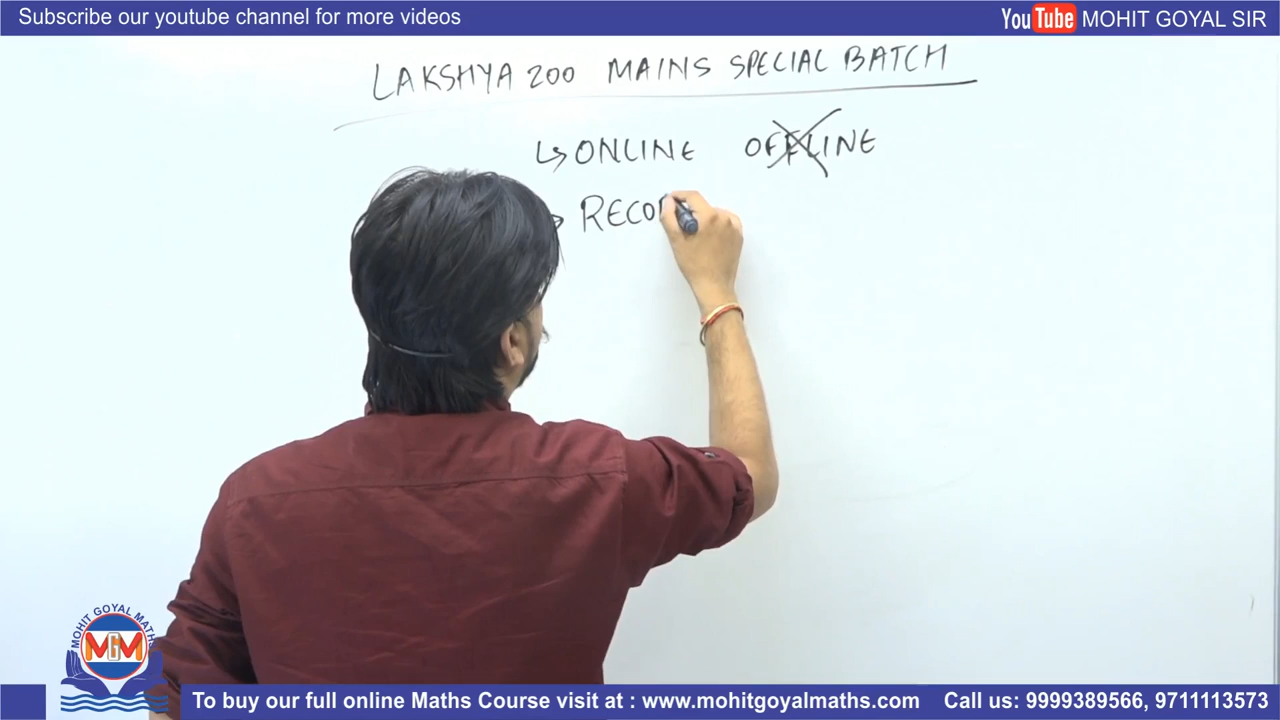 Subscribe our youtube channel for more videos
YouTube MOHIT GOYAL SIR
LAKSHYA 200 MAINS SPECIAL BATCH
ONLINE OFFLINE
RECO
MOHIT GOYAL MATHS
MGM
To buy our full online Maths Course visit at : www.mohitgoyalmaths.com Call us: 9999389566, 9711113573